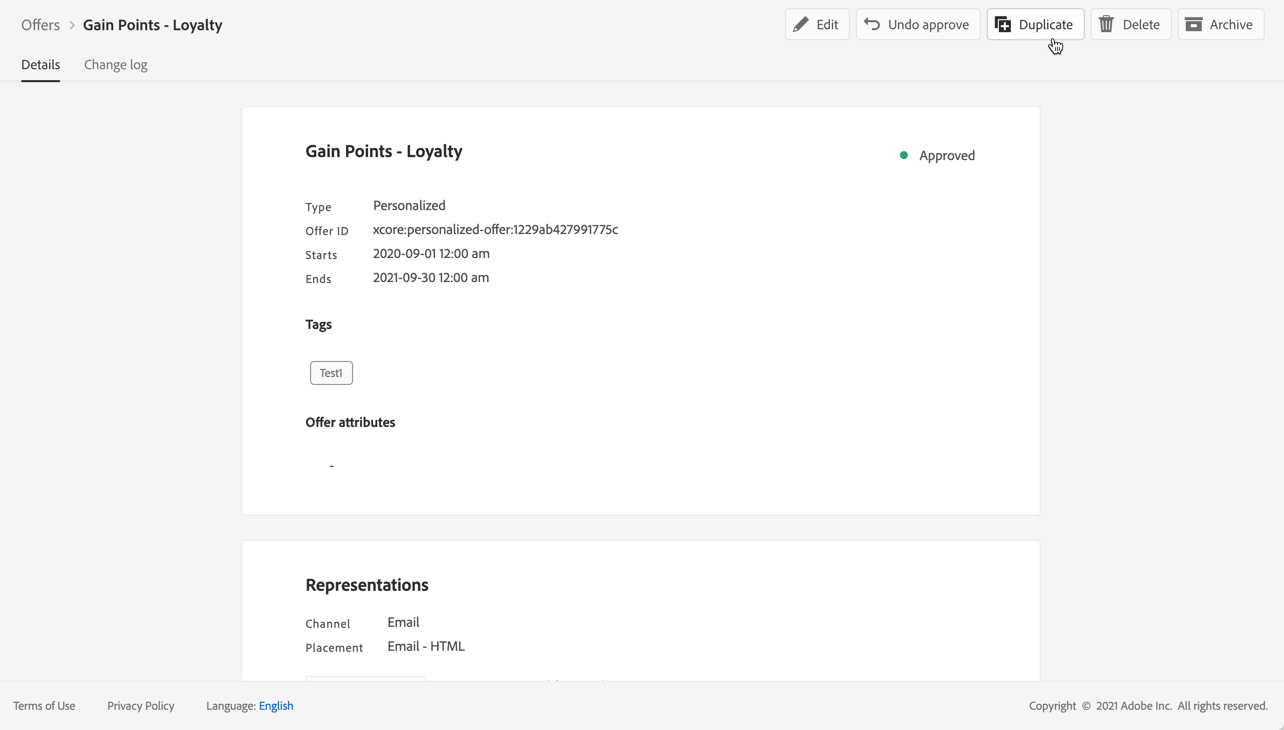 Offers > Gain Points - Loyalty
Edit
Undo approve
Duplicate
Delete
Archive
Details
Change log
Gain Points - Loyalty
Approved
Type Personalized
Offer ID xcore:personalized-offer:1229ab427991775c
Starts 2020-09-01 12:00 am
Ends 2021-09-30 12:00 am
Tags
Test1
Offer attributes
-
Representations
Channel Email
Placement Email - HTML
Terms of Use
Privacy Policy
Language: English
Copyright © 2021 Adobe Inc. All rights reserved.